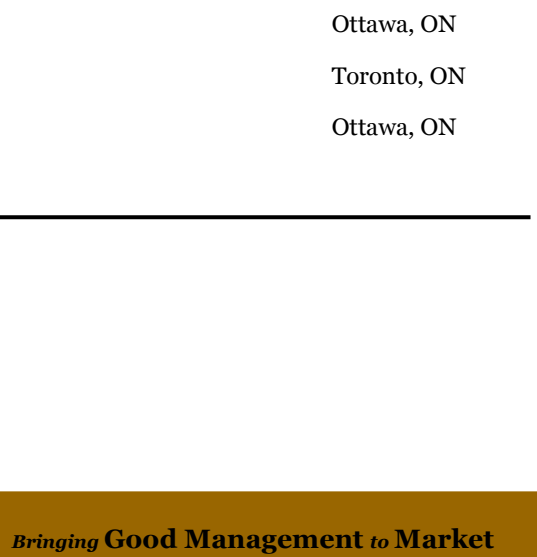 Ottawa, ON
Toronto, ON
Ottawa, ON
Bringing Good Management to Market